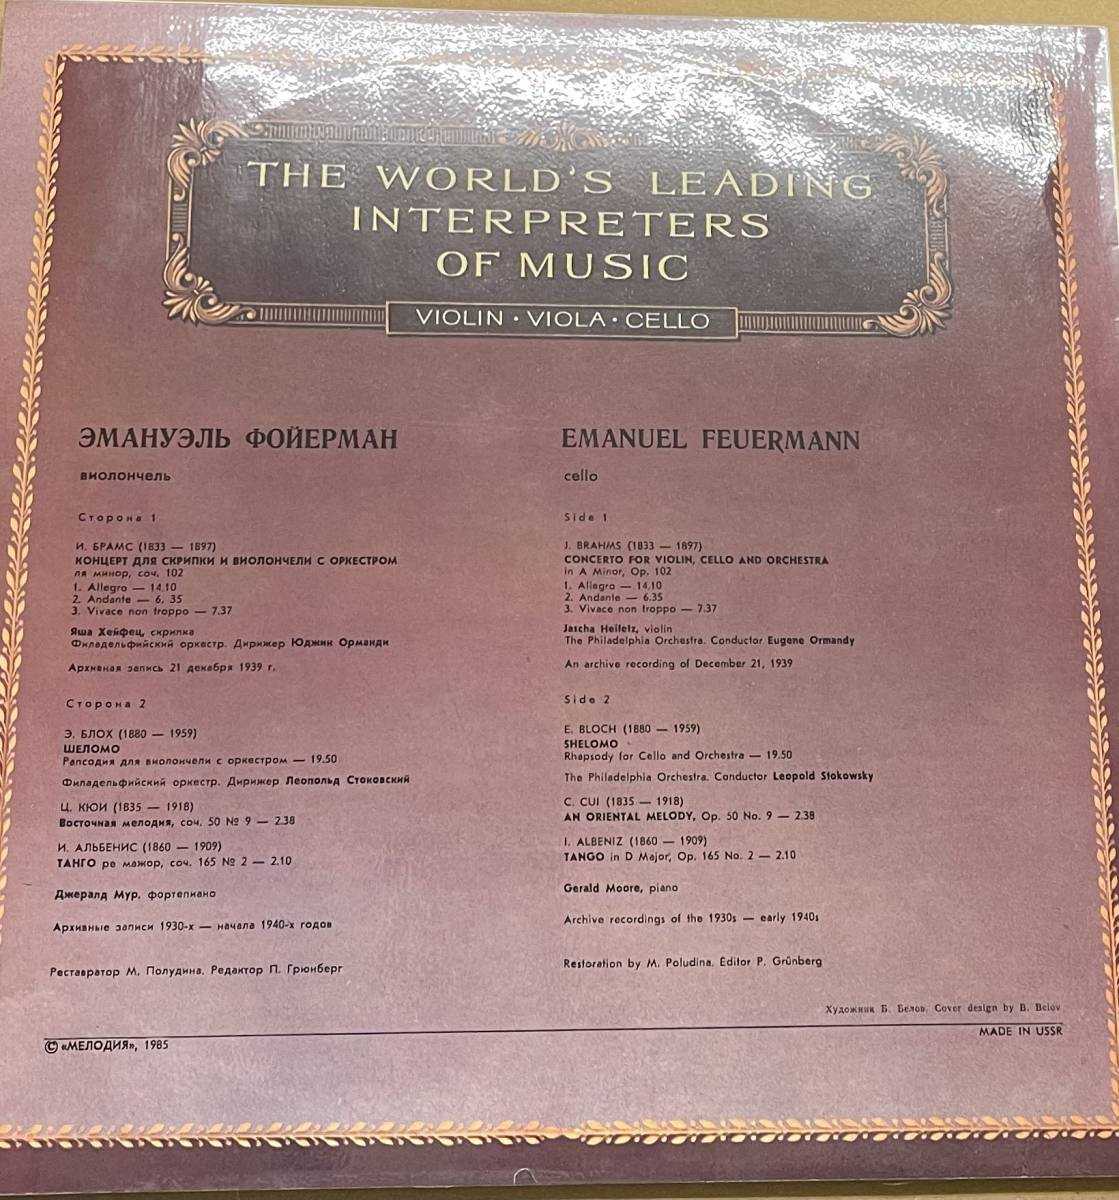 THE WORLD'S LEADING
INTERPRETERS
OF MUSIC
VIOLIN · VIOLA · CELLO
ЭМАНУЭЛЬ ФОЙЕРМАН
виолончель
Сторона 1
И. БРАМС (1833 — 1897)
КОНЦЕРТ ДЛЯ СКРИПКИ И ВИОЛОНЧЕЛИ С ОРКЕСТРОМ
ля минор, соч. 102
1. Allegro — 14.10
2. Andante — 6. 35
3. Vivace non troppo — 7.37
Яша Хейфец, скрипка
Филадельфийский оркестр. Дирижер Юджин Орманди
Архивная запись 21 декабря 1939 г.
Сторона 2
Э. БЛОХ (1880 — 1959)
ШЕЛОМО
Рапсодия для виолончели с оркестром — 19.50
Филадельфийский оркестр. Дирижер Леопольд Стоковский
Ц. КЮИ (1835 — 1918)
Восточная мелодия, соч. 50 № 9 — 2.38
И. АЛЬБЕНИС (1860 — 1909)
ТАНГО ре мажор, соч. 165 № 2 — 2.10
Джеральд Мур, фортепиано
Архивные записи 1930-х — начала 1940-х годов
Реставратор М. Полудина. Редактор П. Грюнберг
EMANUEL FEUERMANN
cello
Side 1
J. BRAHMS (1833 — 1897)
CONCERTO FOR VIOLIN, CELLO AND ORCHESTRA
in A Minor, Op. 102
1. Allegro — 14.10
2. Andante — 6.35
3. Vivace non troppo — 7.37
Jascha Heifetz, violin
The Philadelphia Orchestra. Conductor Eugene Ormandy
An archive recording of December 21, 1939
Side 2
E. BLOCH (1880 — 1959)
SHELOMO
Rhapsody for Cello and Orchestra — 19.50
The Philadelphia Orchestra. Conductor Leopold Stokowsky
C. CUI (1835 — 1918)
AN ORIENTAL MELODY, Op. 50 No. 9 — 2.38
I. ALBENIZ (1860 — 1909)
TANGO in D Major, Op. 165 No. 2 — 2.10
Gerald Moore, piano
Archive recordings of the 1930s — early 1940s
Restoration by M. Poludina. Editor P. Grünberg
Художник Б. Белов. Cover design by B. Belov
© «МЕЛОДИЯ», 1985
MADE IN USSR